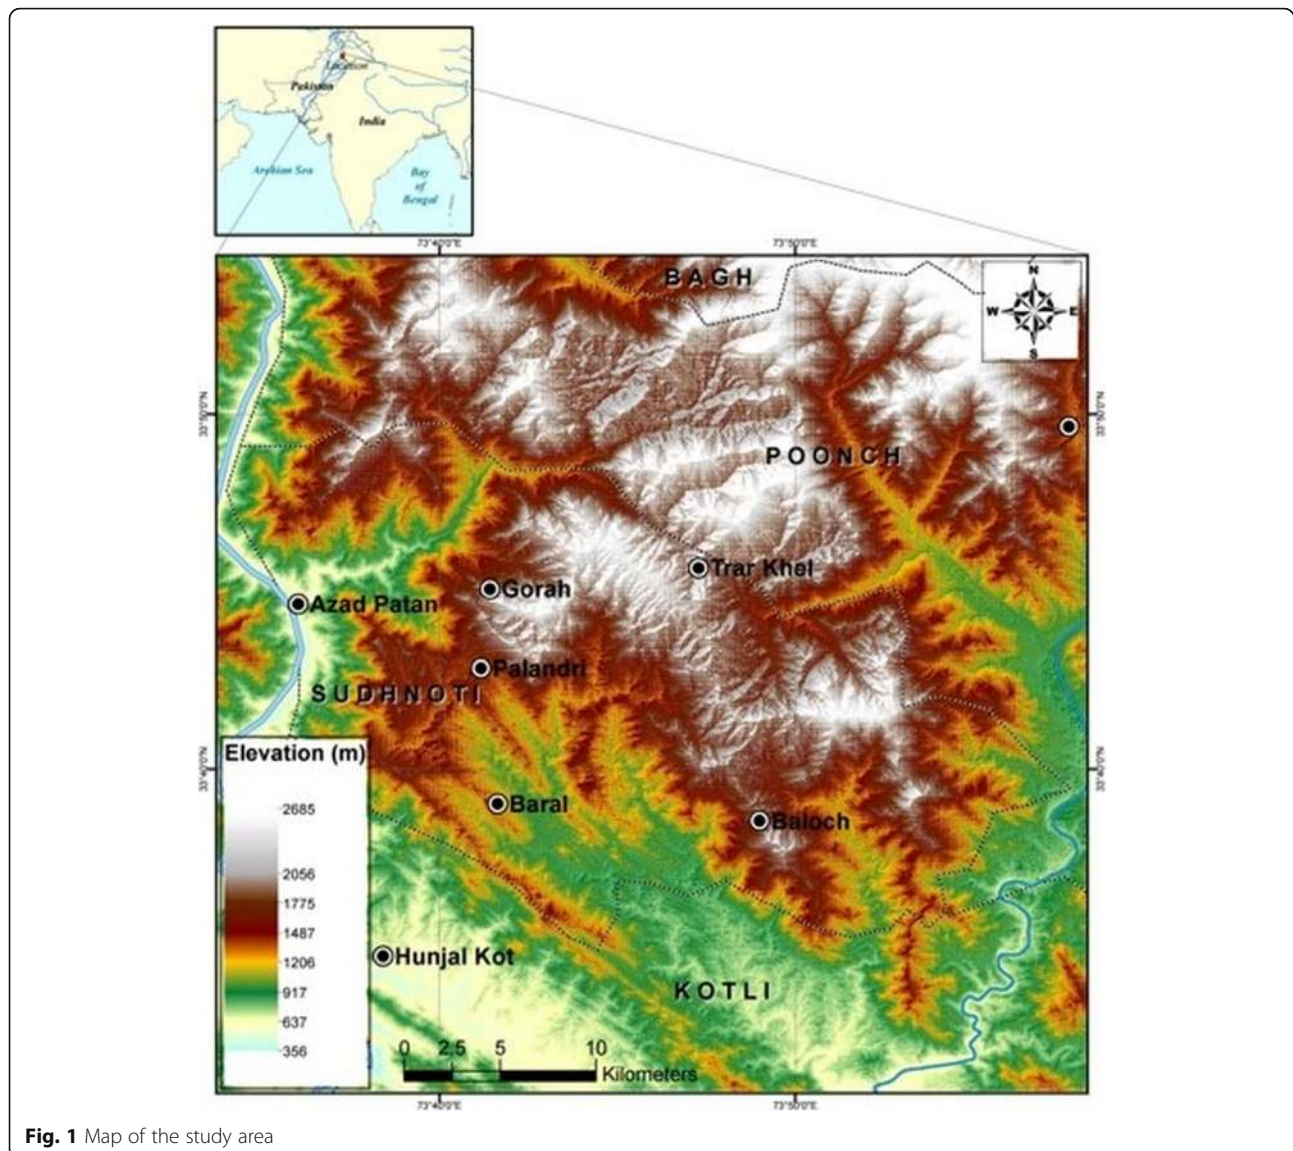 Location
Pakistan
India
Arabian Sea
Bay
of
Bengal
73°40'0"E
73°50'0"E
BAGH
N
W
E
S
33°50'0"N
33°50'0"N
POONCH
Trar Khel
Gorah
Azad Patan
Palandri
SUDHNOTI
Elevation (m)
33°40'0"N
33°40'0"N
2685
Baral
Baloch
2056
1775
1487
1206
917
637
356
Hunjal Kot
KOTLI
0 2.5 5 10
Kilometers
73°40'0"E
73°50'0"E
Fig. 1 Map of the study area